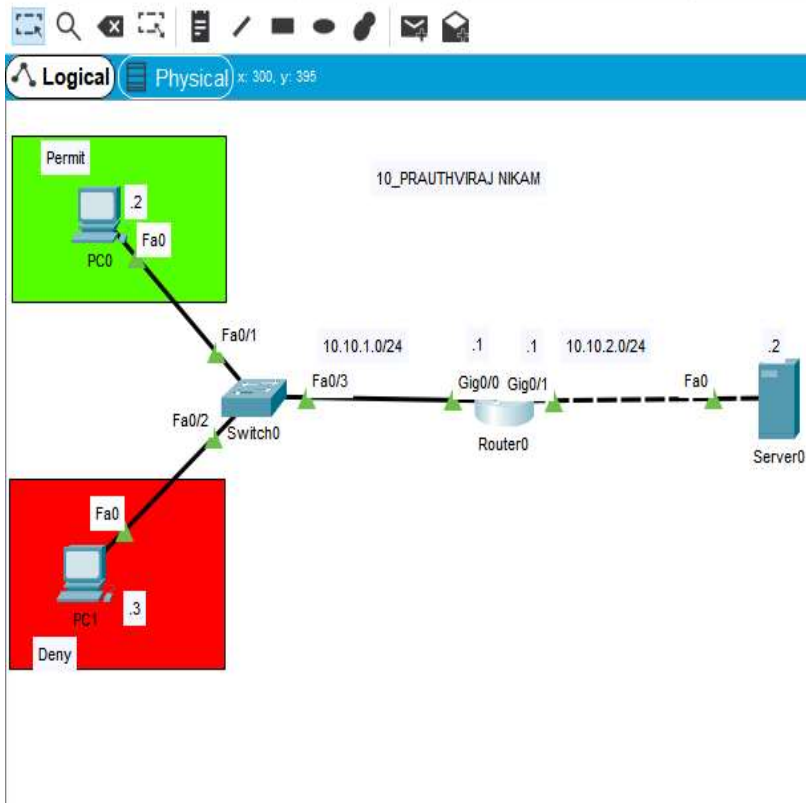 Logical Physical x: 300, y: 395
Permit
10_PRAUTHVIRAJ NIKAM
.2
Fa0
PC0
Fa0/1
10.10.1.0/24 .1 .1 10.10.2.0/24 .2
Fa0/3 Gig0/0 Gig0/1 Fa0
Fa0/2
Switch0
Router0
Server0
Fa0
.3
PC1
Deny